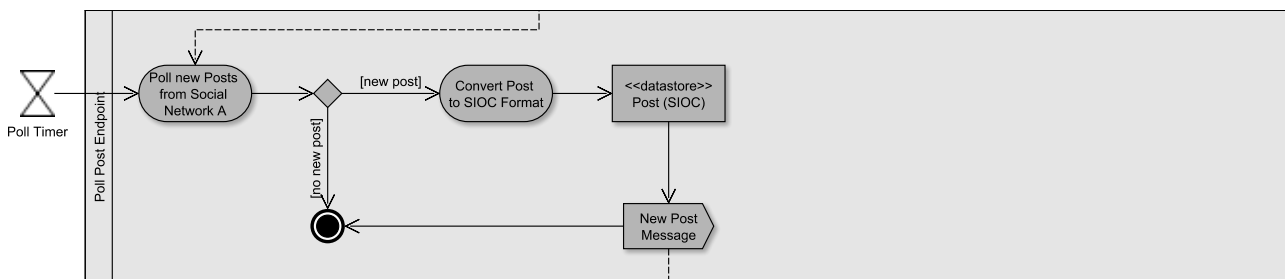 Poll Timer
Poll Post Endpoint
Poll new Posts
from Social
Network A
[new post]
[no new post]
Convert Post
to SIOC Format
<<datastore>>
Post (SIOC)
New Post
Message